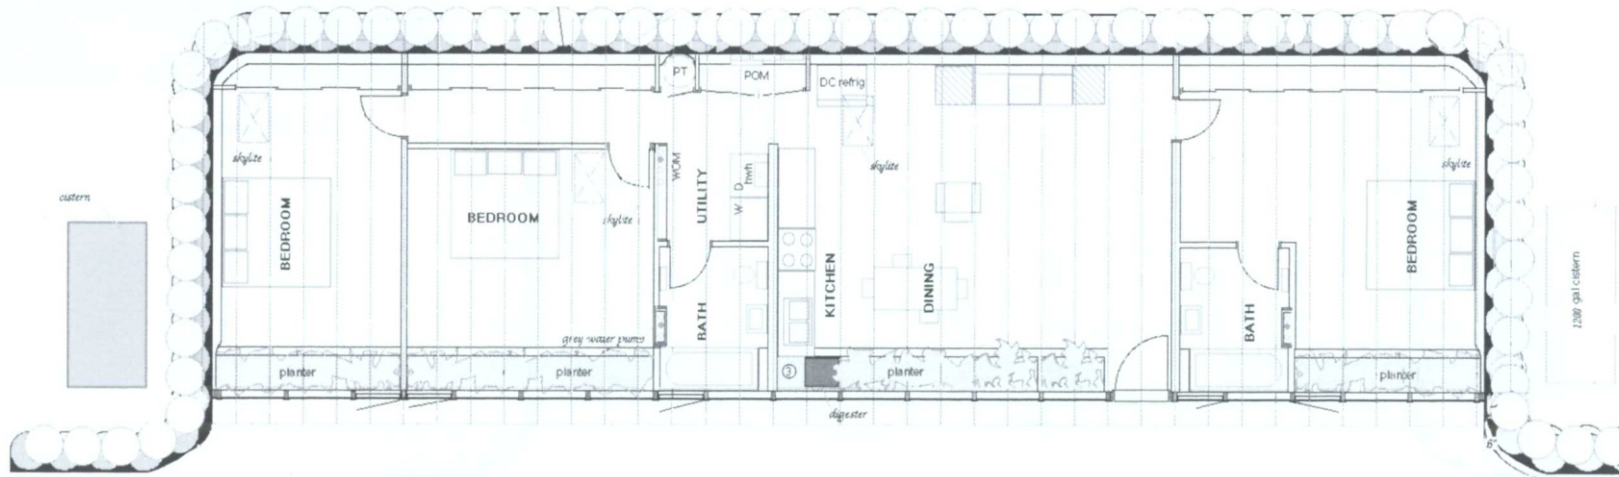 PT
POM
DC refrig
skylite
skylite
skylite
skylite
cistern
BEDROOM
BEDROOM
WOM
UTILITY
D
hwh
W
KITCHEN
DINING
BEDROOM
1200 gal cistern
BATH
BATH
grey water pump
planter
planter
3
planter
planter
digester
6"